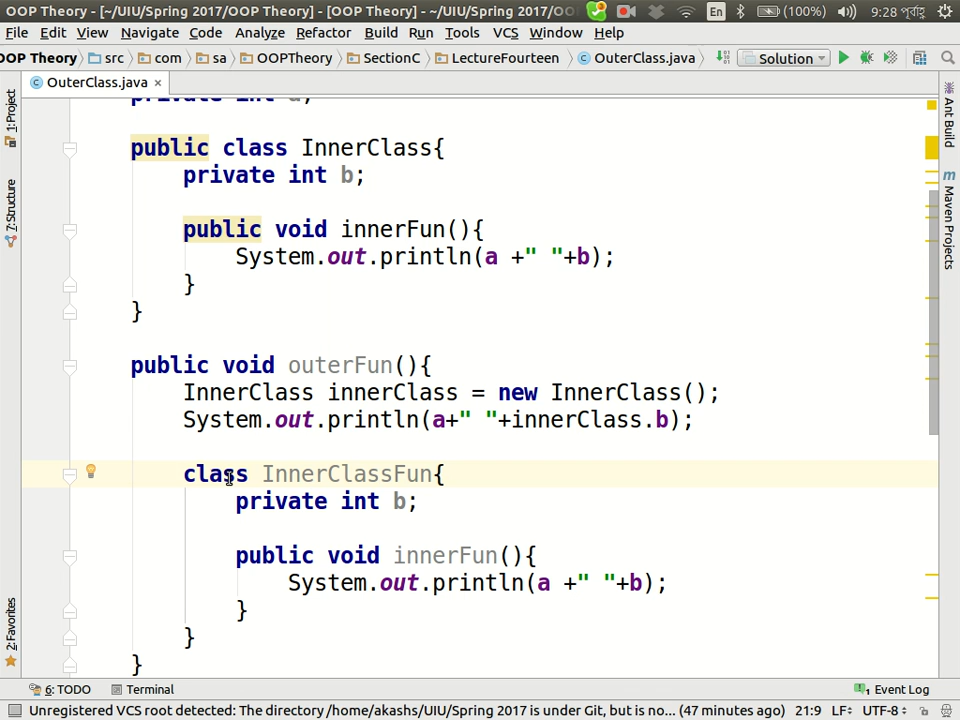 OOP Theory - [~/UIU/Spring 2017/OOP Theory] - [OOP Theory] - ~/UIU/Spring 2017/OO En (100%) 9:28 পূর্বাহ্ণ
File Edit View Navigate Code Analyze Refactor Build Run Tools VCS Window Help
OOP Theory src com sa OOPTheory SectionC LectureFourteen OuterClass.java Solution
OuterClass.java
1:Project
7:Structure
2:Favorites
private int a;
public class InnerClass{
private int b;
public void innerFun(){
System.out.println(a +" "+b);
}
}
public void outerFun(){
InnerClass innerClass = new InnerClass();
System.out.println(a+" "+innerClass.b);
class InnerClassFun{
private int b;
public void innerFun(){
System.out.println(a +" "+b);
}
}
}
Ant Build
m Maven Projects
6: TODO Terminal 1 Event Log
Unregistered VCS root detected: The directory /home/akashs/UIU/Spring 2017 is under Git, but is no... (47 minutes ago) 21:9 LF UTF-8